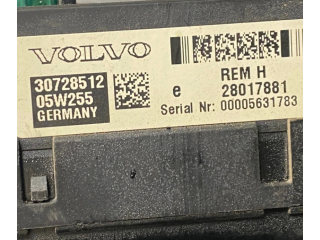 VOLVO
30728512
05W255
GERMANY
REM H
e 28017881
Serial Nr: 00005631783